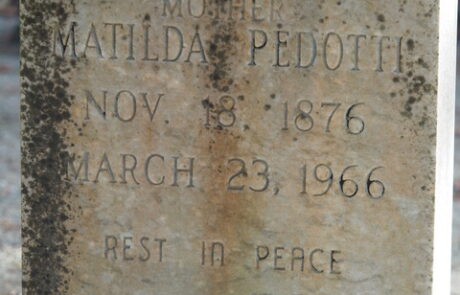 MOTHER
MATILDA PEDOTTI
NOV. 18, 1876
MARCH 23, 1966
REST IN PEACE